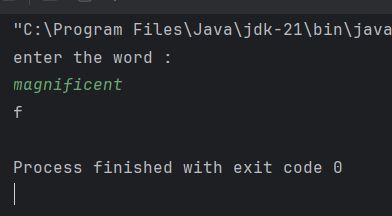 "C:\Program Files\Java\jdk-21\bin\java
enter the word :
magnificent
f
Process finished with exit code 0